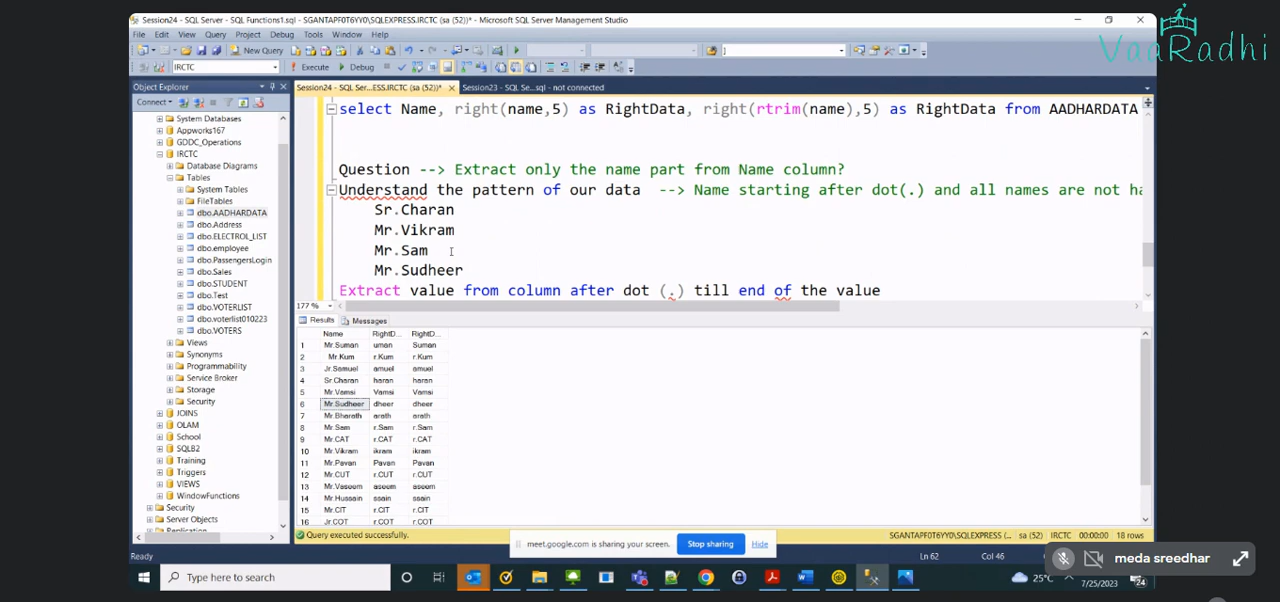 Session24 - SQL Server - SQL Functions1.sql - SGANTAPF0T6YY0\SQLEXPRESS.IRCTC (sa (52))* - Microsoft SQL Server Management Studio
VaaRadhi
File Edit View Query Project Debug Tools Window Help
New Query
IRCTC Execute Debug
Object Explorer
Session24 - SQL Ser...ESS.IRCTC (sa (52))* Session23 - SQL Se...sql - not connected
Connect
System Databases
Appworks167
GDDC_Operations
IRCTC
Database Diagrams
Tables
System Tables
FileTables
dbo.AADHARDATA
dbo.Address
dbo.ELECTROL_LIST
dbo.employee
dbo.PassengersLogin
dbo.Sales
dbo.STUDENT
dbo.Test
dbo.VOTERLIST
dbo.voterlist010223
dbo.VOTERS
Views
Synonyms
Programmability
Service Broker
Storage
Security
JOINS
OLAM
School
SQLB2
Training
Triggers
VIEWS
WindowFunctions
Security
Server Objects
Replication
select Name, right(name,5) as RightData, right(rtrim(name),5) as RightData from AADHARDATA
Question --> Extract only the name part from Name column?
Understand the pattern of our data --> Name starting after dot(.) and all names are not ha
Sr.Charan
Mr.Vikram
Mr.Sam
Mr.Sudheer
Extract value from column after dot (.) till end of the value
177 %
Results Messages
Name RightD... RightD...
1 Mr.Suman uman Suman
2 Mr.Kum r.Kum r.Kum
3 Jr.Samuel amuel amuel
4 Sr.Charan haran haran
5 Mr.Vamsi Vamsi Vamsi
6 Mr.Sudheer dheer dheer
7 Mr.Bharath arath arath
8 Mr.Sam r.Sam r.Sam
9 Mr.CAT r.CAT r.CAT
10 Mr.Vikram ikram ikram
11 Mr.Pavan Pavan Pavan
12 Mr.CUT r.CUT r.CUT
13 Mr.Vaseem aseem aseem
14 Mr.Hussain ssain ssain
15 Mr.CIT r.CIT r.CIT
16 Jr.COT r.COT r.COT
Query executed successfully. SGANTAPF0T6YY0\SQLEXPRESS (... sa (52) IRCTC 00:00:00 18 rows
meet.google.com is sharing your screen. Stop sharing Hide
Ready Ln 62 Col 46
meda sreedhar
Type here to search
25°C
7/25/2023
24